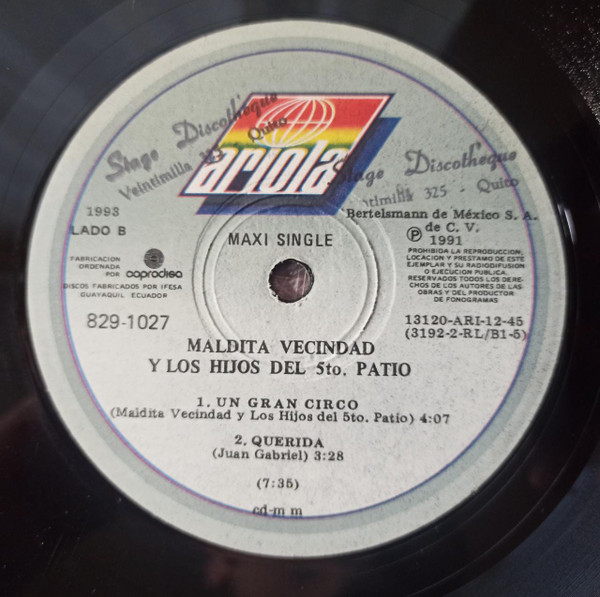 Stage Discothèque
Veintimilla 325 - Quito
ariola
Stage Discothèque
Veintimilla 325 - Quito
1993
LADO B
MAXI SINGLE
Bertelsmann de México S. A.
de C. V.
Ⓟ 1991
PROHIBIDA LA REPRODUCCION,
LOCACION Y PRESTAMO DE ESTE
EJEMPLAR Y SU RADIODIFUSION
O EJECUCION PUBLICA.
RESERVADOS TODOS LOS DERE-
CHOS DE LOS AUTORES DE LAS
OBRAS Y DEL PRODUCTOR
DE FONOGRAMAS
FABRICACION
ORDENADA
POR
coprodisa
DISCOS FABRICADOS POR IFESA
GUAYAQUIL ECUADOR
829-1027
13120-ARI-12-45
(3192-2-RL/B1-5)
MALDITA VECINDAD
Y LOS HIJOS DEL 5to. PATIO
1. UN GRAN CIRCO
(Maldita Vecindad y Los Hijos del 5to. Patio) 4:07
2. QUERIDA
(Juan Gabriel) 3:28
(7:35)
cd-m m